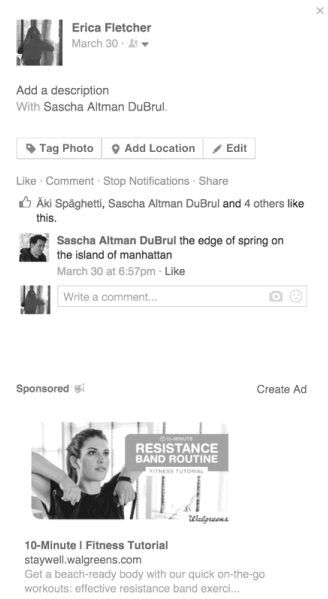 Erica Fletcher
March 30 ·
Add a description
With Sascha Altman DuBrul.
Tag Photo
Add Location
Edit
Like · Comment · Stop Notifications · Share
Äki Spâghetti, Sascha Altman DuBrul and 4 others like
this.
Sascha Altman DuBrul the edge of spring on
the island of manhattan
March 30 at 6:57pm · Like
Write a comment...
Sponsored
Create Ad
10-MINUTE
RESISTANCE
BAND ROUTINE
FITNESS TUTORIAL
Walgreens
10-Minute | Fitness Tutorial
staywell.walgreens.com
Get a beach-ready body with our quick on-the-go
workouts: effective resistance band exerci...